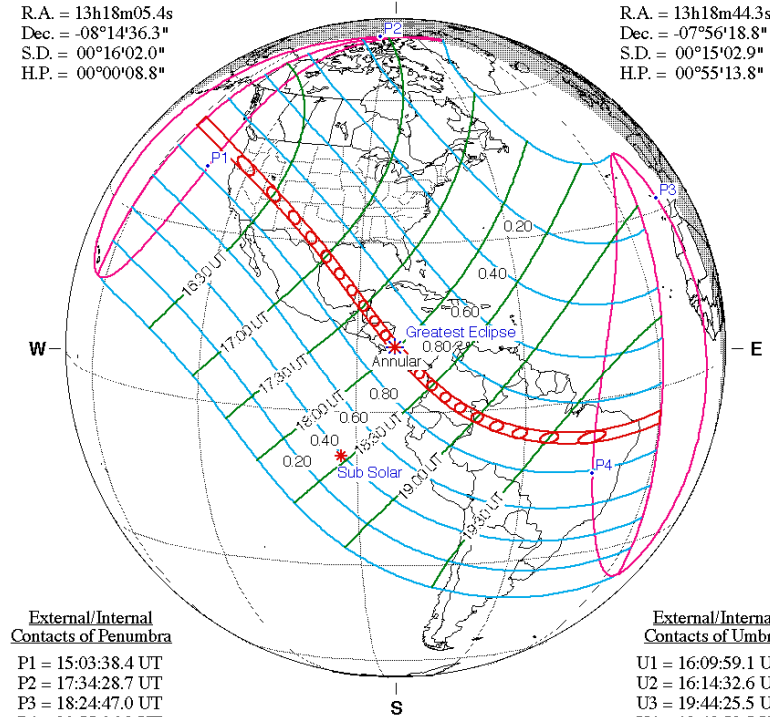 R.A. = 13h18m05.4s
Dec. = -08°14'36.3"
S.D. = 00°16'02.0"
H.P. = 00°00'08.8"
R.A. = 13h18m44.3s
Dec. = -07°56'18.8"
S.D. = 00°15'02.9"
H.P. = 00°55'13.8"
P2
P1
P3
0.20
0.40
0.60
16:30 UT
17:00 UT
17:30 UT
18:00 UT
18:30 UT
19:00 UT
19:30 UT
W
E
Greatest Eclipse
0.80
Annular
0.80
0.60
0.40
0.20
Sub Solar
P4
S
External/Internal
Contacts of Penumbra
P1 = 15:03:38.4 UT
P2 = 17:34:28.7 UT
P3 = 18:24:47.0 UT
External/Interna
Contacts of Umb
U1 = 16:09:59.1 U
U2 = 16:14:32.6 U
U3 = 19:44:25.5 U